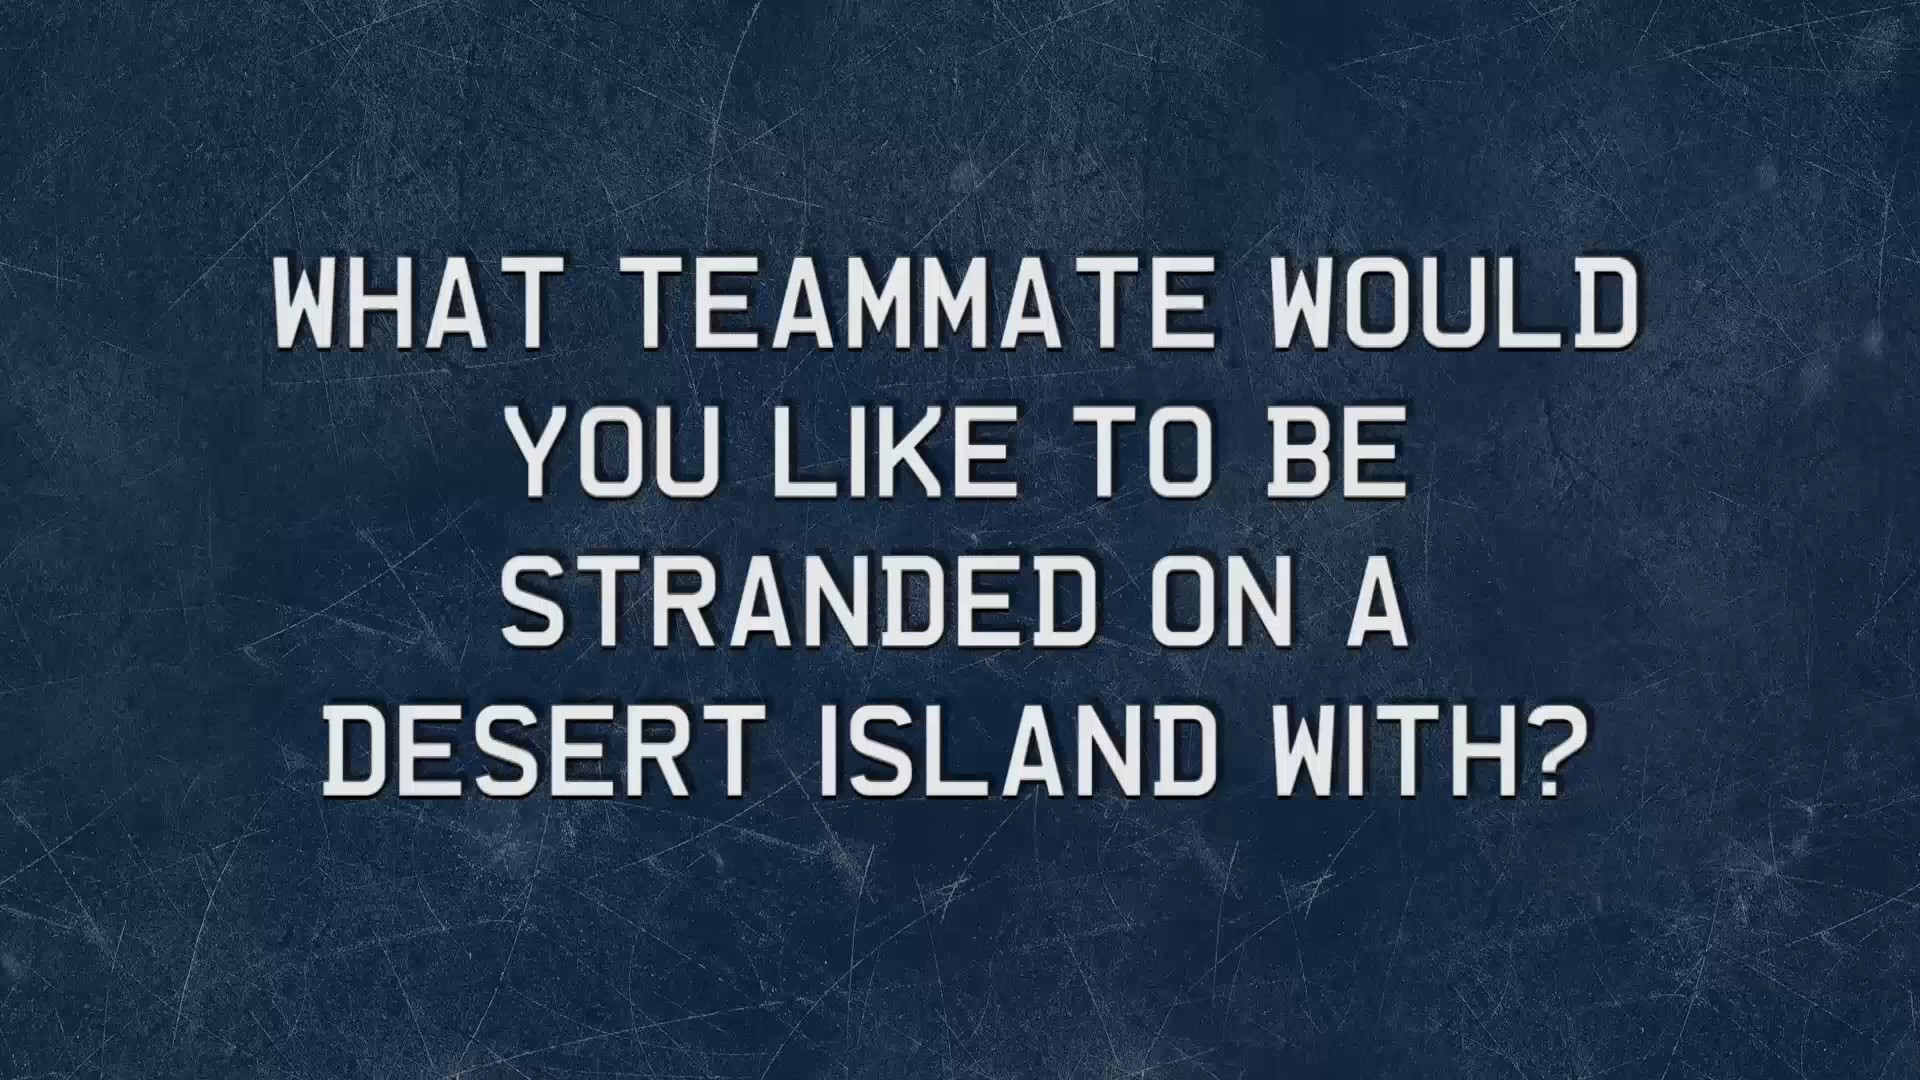 WHAT TEAMMATE WOULD
YOU LIKE TO BE
STRANDED ON A
DESERT ISLAND WITH?